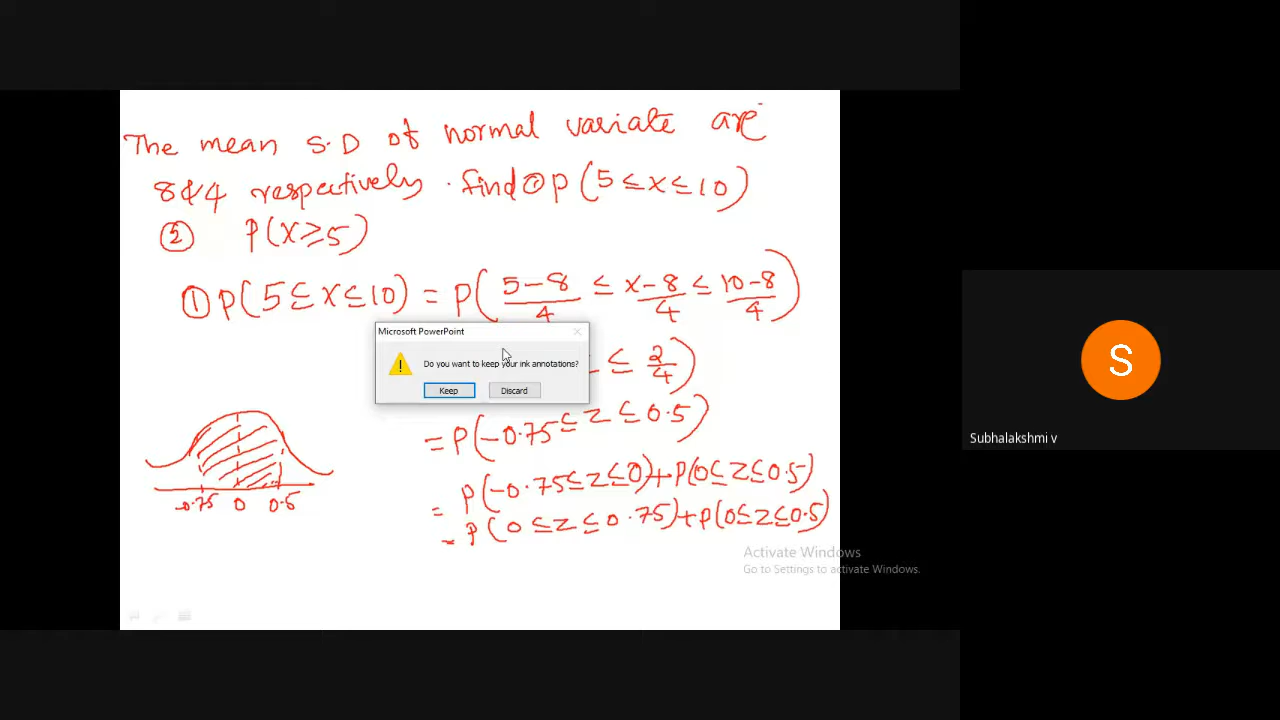 The mean S.D of normal variate are
8&4 respectively. find ① P(5≤x≤10)
② P(X≥5)
① P(5≤x≤10) = P(5-8/4 ≤ x-8/4 ≤ 10-8/4)
Microsoft PowerPoint
Do you want to keep your ink annotations?
Keep Discard
≤ 2/4)
= P(-0.75≤z≤0.5)
= P(-0.75≤z≤0)+P(0≤z≤0.5)
= P(0≤z≤0.75)+P(0≤z≤0.5)
-0.75 0 0.5
Activate Windows
Go to Settings to activate Windows.
S
Subhalakshmi v